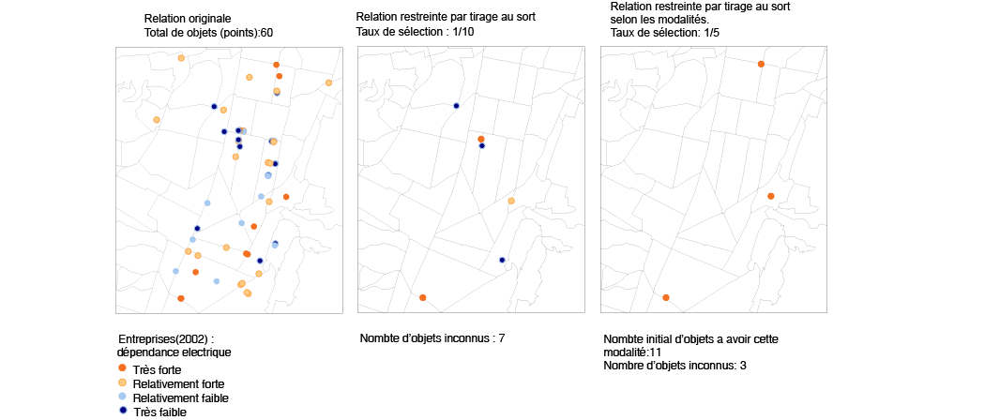 Relation originale
Total de objets (points):60
Relation restreinte par tirage au sort
Taux de sélection : 1/10
Relation restreinte par tirage au sort
selon les modalités.
Taux de sélection: 1/5
Entreprises(2002) :
dépendance electrique
Très forte
Relativement forte
Relativement faible
Très faible
Nombte d'objets inconnus : 7
Nombte initial d'objets a avoir cette
modalité:11
Nombre d'objets inconnus: 3